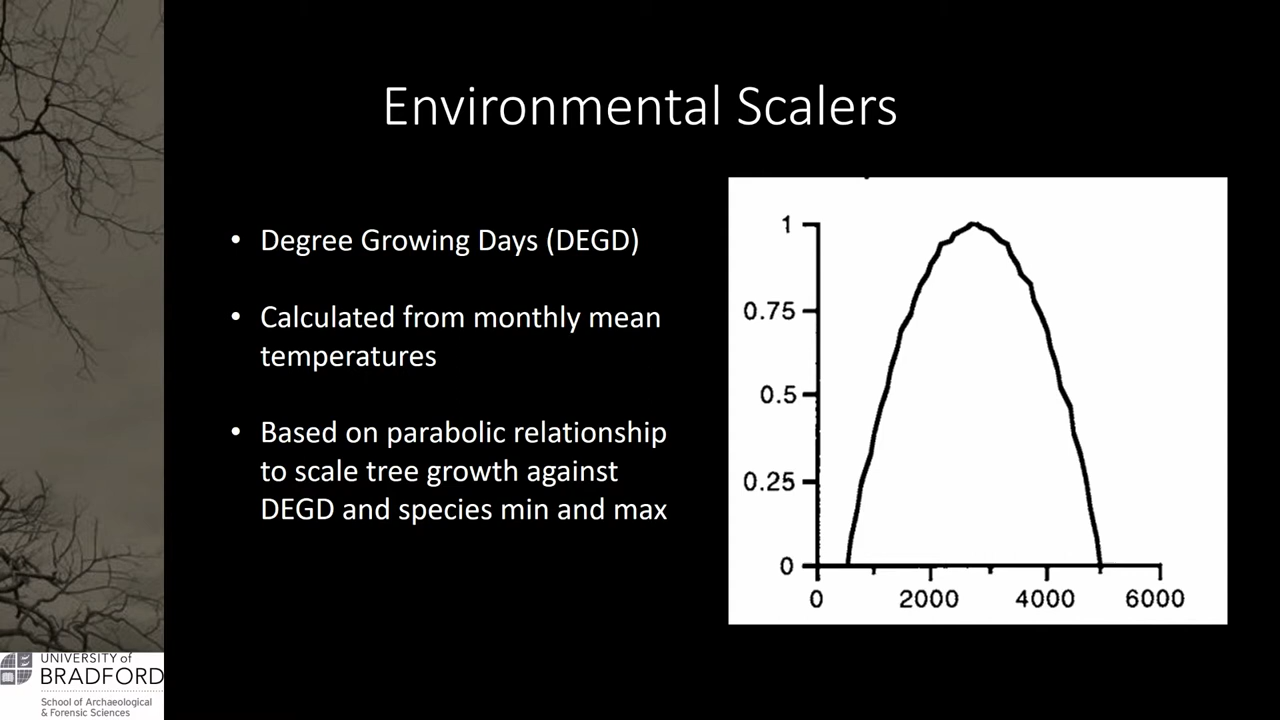 Environmental Scalers
• Degree Growing Days (DEGD)
• Calculated from monthly mean
temperatures
• Based on parabolic relationship
to scale tree growth against
DEGD and species min and max
1
0.75
0.5
0.25
0
0 2000 4000 6000
UNIVERSITY of
BRADFORD
School of Archaeological
& Forensic Sciences